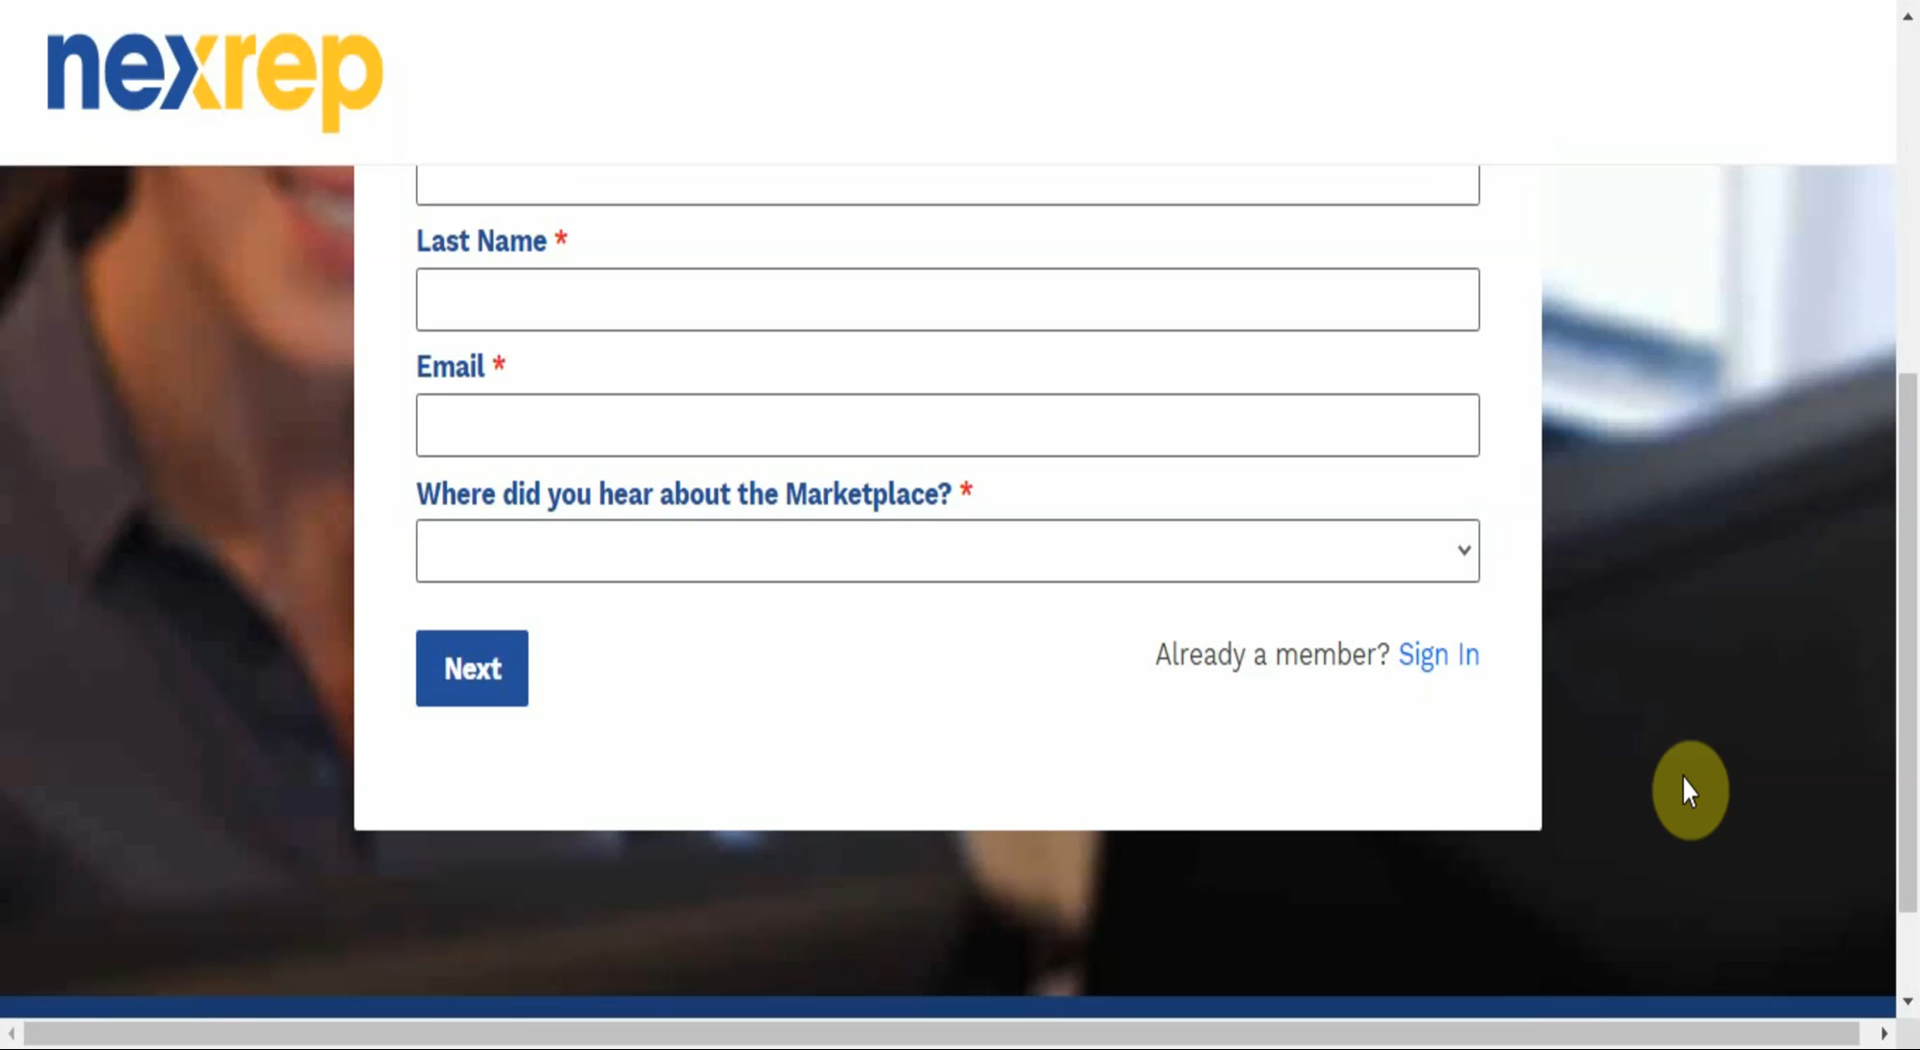 nexrep
Last Name *
Email *
Where did you hear about the Marketplace? *
Next
Already a member? Sign In